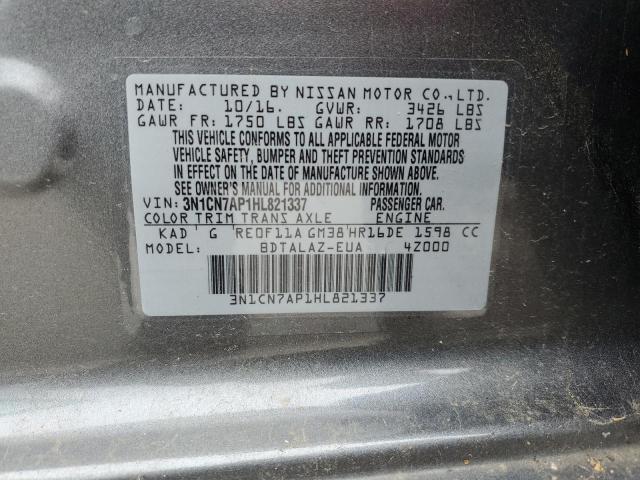 MANUFACTURED BY NISSAN MOTOR CO.,LTD.
DATE: 10/16. GVWR: 3426 LBS
GAWR FR: 1750 LBS GAWR RR: 1708 LBS
THIS VEHICLE CONFORMS TO ALL APPLICABLE FEDERAL MOTOR
VEHICLE SAFETY, BUMPER AND THEFT PREVENTION STANDARDS
IN EFFECT ON THE DATE OF MANUFACTURE SHOWN ABOVE.
SEE OWNER'S MANUAL FOR ADDITIONAL INFORMATION.
VIN: 3N1CN7AP1HL821337 PASSENGER CAR.
COLOR TRIM TRANS AXLE ENGINE
KAD G RE0F11A GM38 HR16DE 1598 CC
MODEL: BDTALAZ-EUA 4Z000
3N1CN7AP1HL821337